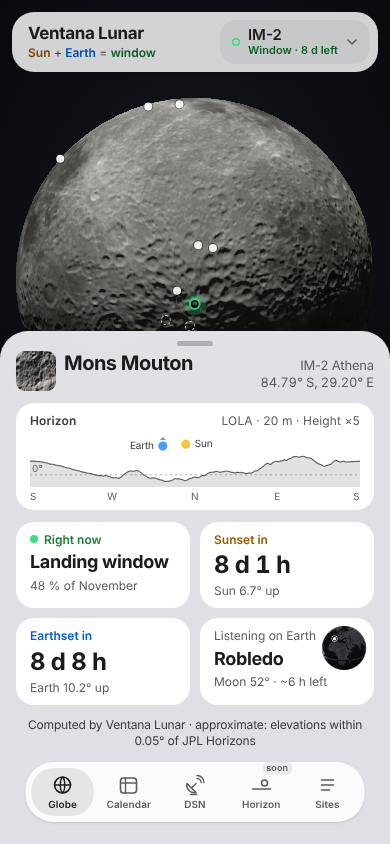 Ventana Lunar
Sun + Earth = window
IM-2
Window · 8 d left
Mons Mouton
IM-2 Athena
84.79° S, 29.20° E
Horizon
LOLA · 20 m · Height ×5
Earth
Sun
0°
S W N E S
Right now
Landing window
48 % of November
Sunset in
8 d 1 h
Sun 6.7° up
Earthset in
8 d 8 h
Earth 10.2° up
Listening on Earth
Robledo
Moon 52° · ~6 h left
Computed by Ventana Lunar · approximate: elevations within
0.05° of JPL Horizons
soon
Globe Calendar DSN Horizon Sites